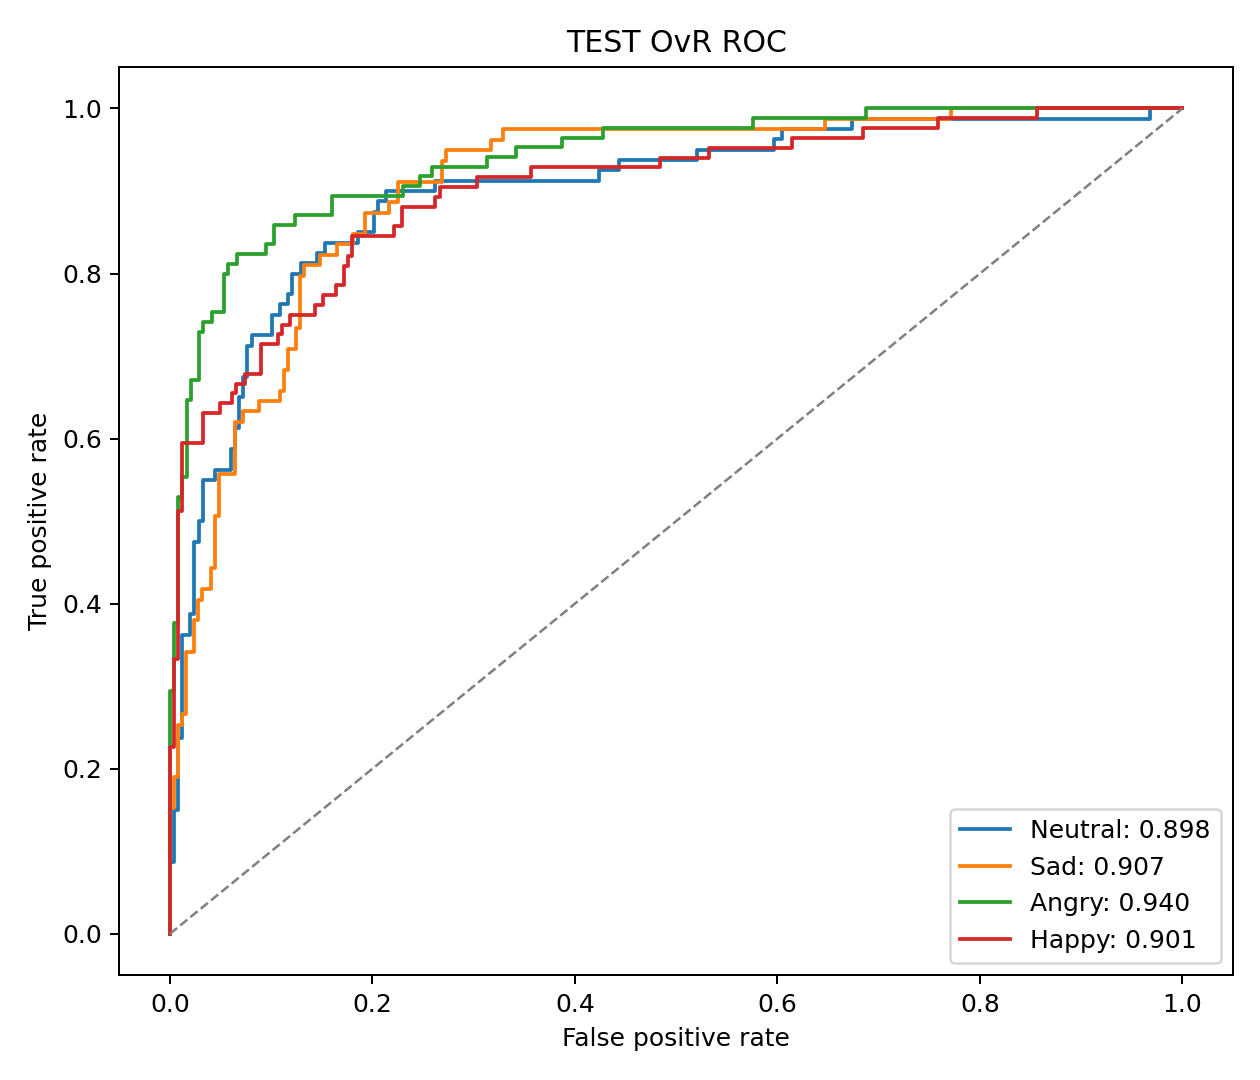 TEST OvR ROC
True positive rate
1.0
0.8
0.6
0.4
0.2
0.0
0.0 0.2 0.4 0.6 0.8 1.0
False positive rate
Neutral: 0.898
Sad: 0.907
Angry: 0.940
Happy: 0.901